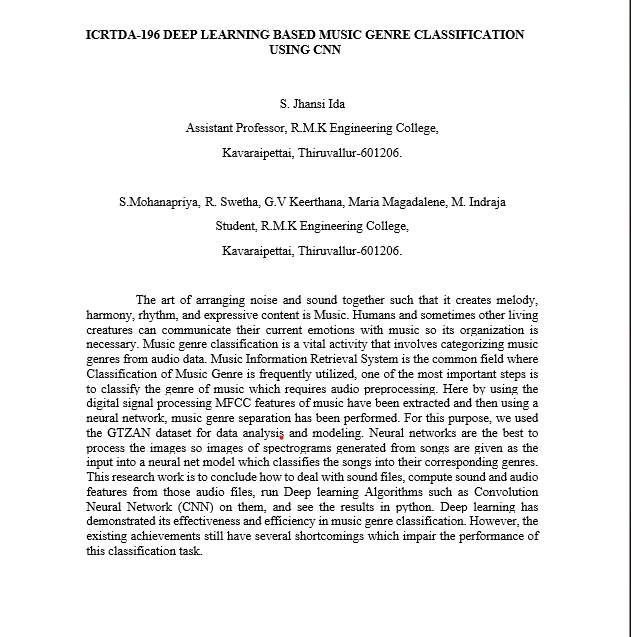 ICRTDA-196 DEEP LEARNING BASED MUSIC GENRE CLASSIFICATION
USING CNN
S. Jhansi Ida
Assistant Professor, R.M.K Engineering College,
Kavaraipettai, Thiruvallur-601206.
S.Mohanapriya, R. Swetha, G.V Keerthana, Maria Magadalene, M. Indraja
Student, R.M.K Engineering College,
Kavaraipettai, Thiruvallur-601206.
The art of arranging noise and sound together such that it creates melody,
harmony, rhythm, and expressive content is Music. Humans and sometimes other living
creatures can communicate their current emotions with music so its organization is
necessary. Music genre classification is a vital activity that involves categorizing music
genres from audio data. Music Information Retrieval System is the common field where
Classification of Music Genre is frequently utilized, one of the most important steps is
to classify the genre of music which requires audio preprocessing. Here by using the
digital signal processing MFCC features of music have been extracted and then using a
neural network, music genre separation has been performed. For this purpose, we used
the GTZAN dataset for data analysis and modeling. Neural networks are the best to
process the images so images of spectrograms generated from songs are given as the
input into a neural net model which classifies the songs into their corresponding genres.
This research work is to conclude how to deal with sound files, compute sound and audio
features from those audio files, run Deep learning Algorithms such as Convolution
Neural Network (CNN) on them, and see the results in python. Deep learning has
demonstrated its effectiveness and efficiency in music genre classification. However, the
existing achievements still have several shortcomings which impair the performance of
this classification task.